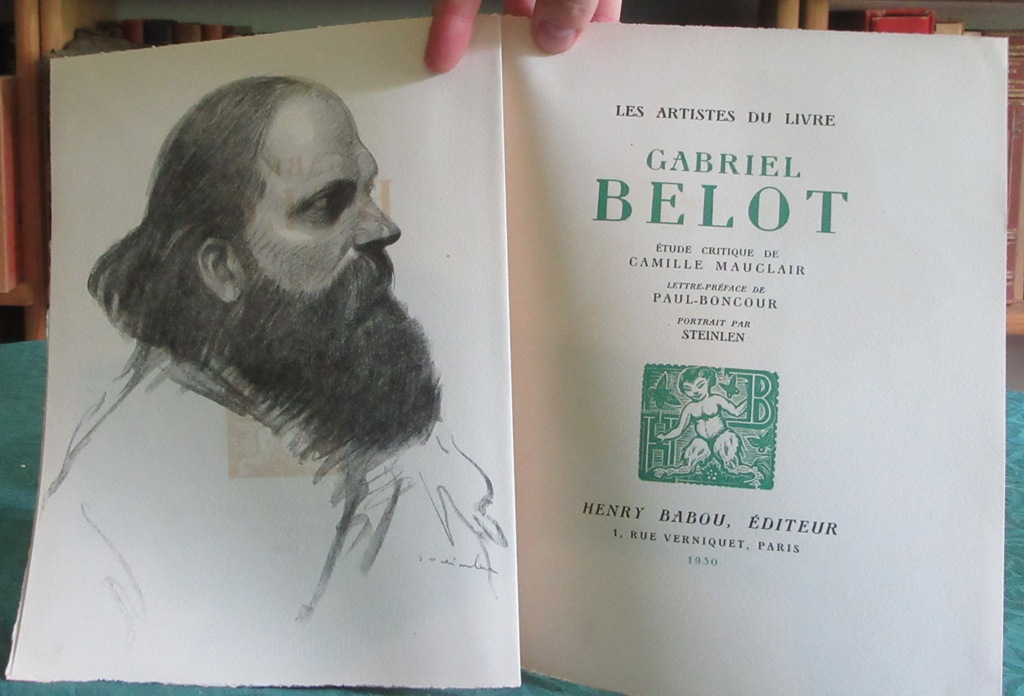 LES ARTISTES DU LIVRE
GABRIEL
BELOT
ÉTUDE CRITIQUE DE
CAMILLE MAUCLAIR
LETTRE-PRÉFACE DE
PAUL-BONCOUR
PORTRAIT PAR
STEINLEN
H B
HENRY BABOU, ÉDITEUR
1, RUE VERNIQUET, PARIS
1930
Steinlen